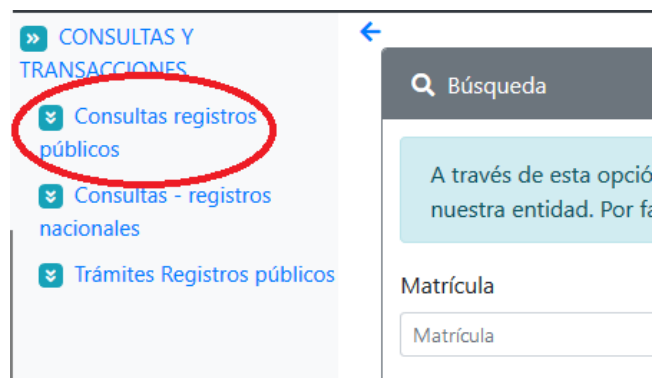 CONSULTAS Y
TRANSACCIONES
Consultas registros
públicos
Consultas - registros
nacionales
Trámites Registros públicos
Búsqueda
A través de esta opció
nuestra entidad. Por fa
Matrícula
Matrícula